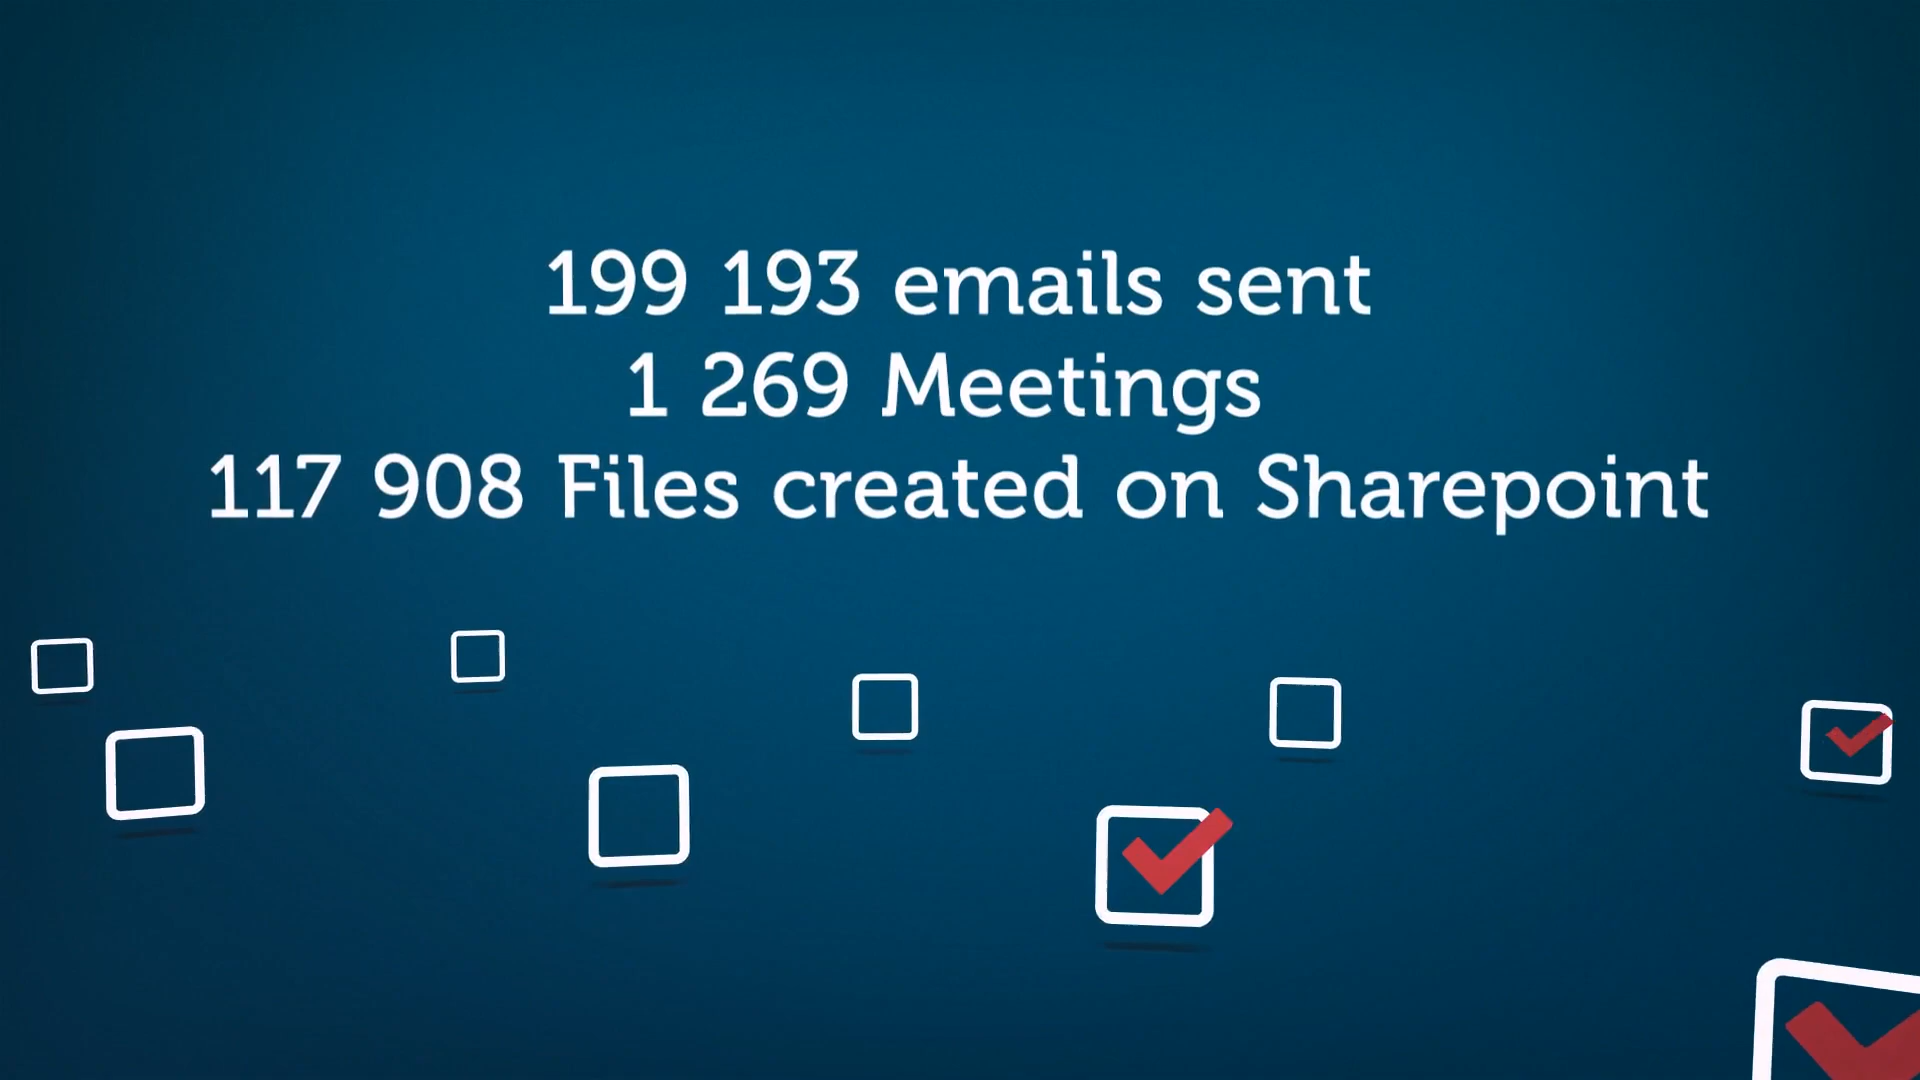 199 193 emails sent
1 269 Meetings
117 908 Files created on Sharepoint